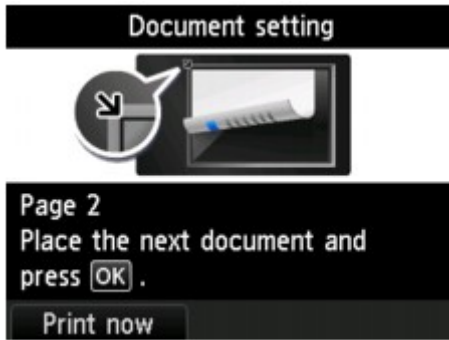 Document setting
Page 2
Place the next document and
press OK .
Print now